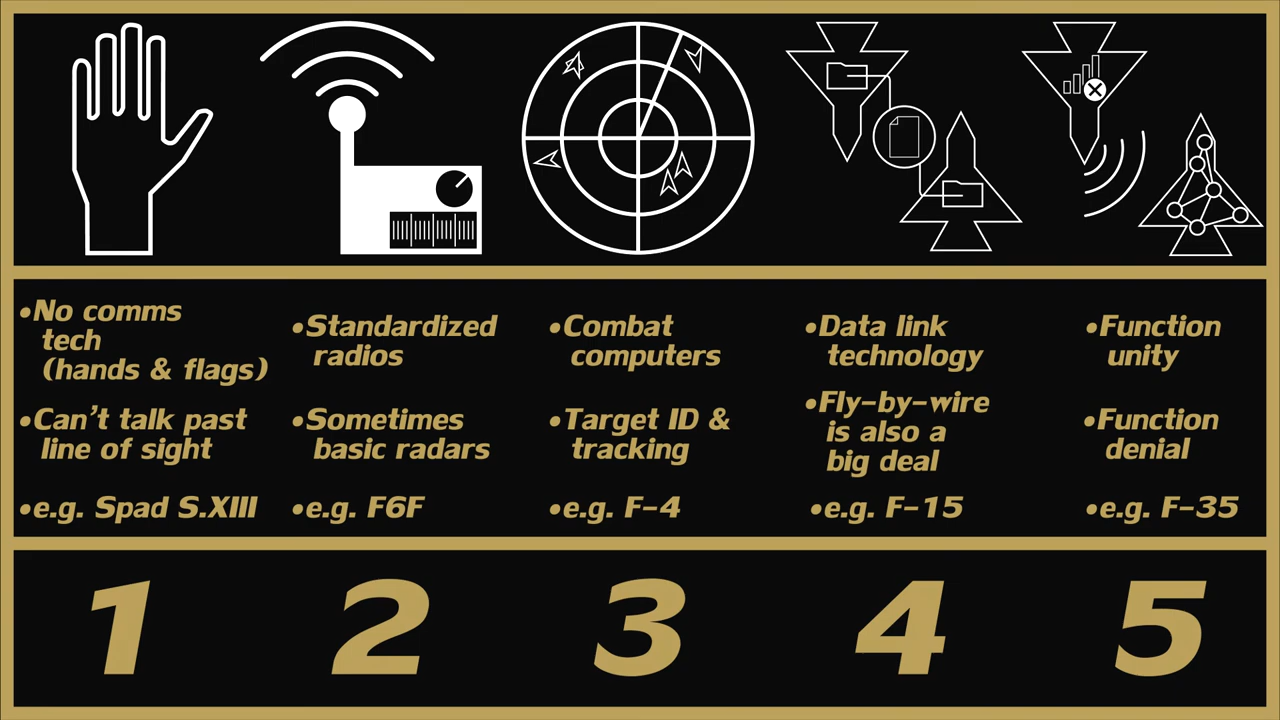 •No comms
tech
(hands & flags)
•Can't talk past
line of sight
•e.g. Spad S.XIII
•Standardized
radios
•Sometimes
basic radars
•e.g. F6F
•Combat
computers
•Target ID &
tracking
•e.g. F-4
•Data link
technology
•Fly-by-wire
is also a
big deal
•e.g. F-15
•Function
unity
•Function
denial
•e.g. F-35
1
2
3
4
5